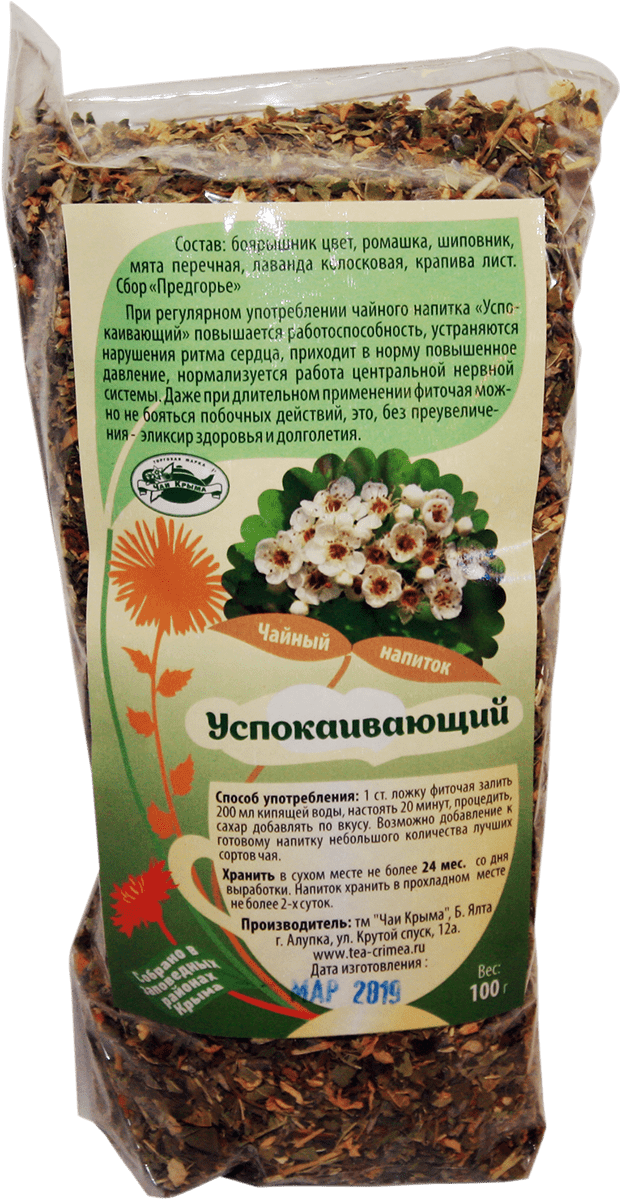 Состав: боярышник цвет, ромашка, шиповник,
мята перечная, лаванда колосковая, крапива лист.
Сбор «Предгорье»
При регулярном употреблении чайного напитка «Успо-
каивающий» повышается работоспособность, устраняются
нарушения ритма сердца, приходит в норму повышенное
давление, нормализуется работа центральной нервной
системы. Даже при длительном применении фиточая мож-
но не бояться побочных действий, это, без преувеличе-
ния - эликсир здоровья и долголетия.
ТОРГОВАЯ МАРКА
Чаи Крыма
Чайный напиток
Успокаивающий
Способ употребления: 1 ст. ложку фиточая залить
200 мл кипящей воды, настоять 20 минут, процедить,
сахар добавлять по вкусу. Возможно добавление к
готовому напитку небольшого количества лучших
сортов чая.
Хранить в сухом месте не более 24 мес. со дня
выработки. Напиток хранить в прохладном месте
не более 2-х суток.
Производитель: тм "Чаи Крыма", Б. Ялта
г. Алупка, ул. Крутой спуск, 12а.
www.tea-crimea.ru
Дата изготовления :
МАР 2019
Вес:
100 г
Собрано в
заповедных
районах
Крыма